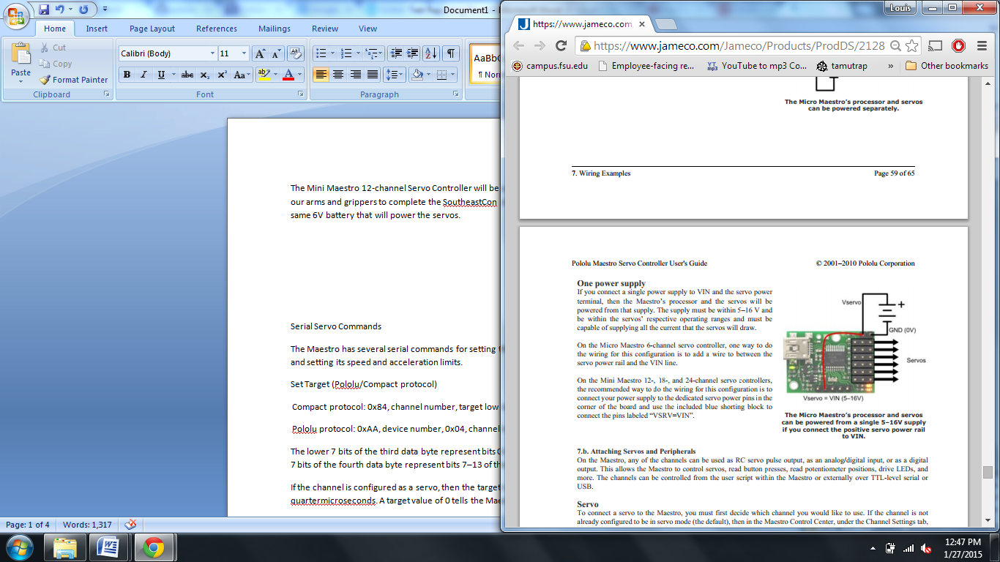 Document1 -
Home Insert Page Layout References Mailings Review View
Paste
Cut
Copy
Format Painter
Clipboard
Calibri (Body) 11
Font
Paragraph
AaBbC
¶ Norr
The Mini Maestro 12-channel Servo Controller will be
our arms and grippers to complete the SoutheastCon
same 6V battery that will power the servos.
Serial Servo Commands
The Maestro has several serial commands for setting
and setting its speed and acceleration limits.
Set Target (Pololu/Compact protocol)
Compact protocol: 0x84, channel number, target low
Pololu protocol: 0xAA, device number, 0x04, channel
The lower 7 bits of the third data byte represent bits
7 bits of the fourth data byte represent bits 7–13 of th
If the channel is configured as a servo, then the target
quartermicroseconds. A target value of 0 tells the Mae
Page: 1 of 4 Words: 1,317
Louis
https://www.jameco.com
https://www.jameco.com/Jameco/Products/ProdDS/2128
campus.fsu.edu Employee-facing re... YouTube to mp3 Co... tamutrap » Other bookmarks
The Micro Maestro's processor and servos
can be powered separately.
7. Wiring Examples Page 59 of 65
Pololu Maestro Servo Controller User's Guide © 2001–2010 Pololu Corporation
One power supply
If you connect a single power supply to VIN and the servo power
terminal, then the Maestro's processor and the servos will be
powered from that supply. The supply must be within 5–16 V and
be within the servos' respective operating ranges and must be
capable of supplying all the current that the servos will draw.
On the Micro Maestro 6-channel servo controller, one way to do
the wiring for this configuration is to add a wire to between the
servo power rail and the VIN line.
On the Mini Maestro 12-, 18-, and 24-channel servo controllers,
the recommended way to do the wiring for this configuration is to
connect your power supply to the dedicated servo power pins in the
corner of the board and use the included blue shorting block to
connect the pins labeled “VSRV=VIN”.
Vservo
+
GND (0V)
Servos
Vservo = VIN (5–16V)
The Micro Maestro's processor and servos
can be powered from a single 5–16V supply
if you connect the positive servo power rail
to VIN.
7.b. Attaching Servos and Peripherals
On the Maestro, any of the channels can be used as RC servo pulse output, as an analog/digital input, or as a digital
output. This allows the Maestro to control servos, read button presses, read potentiometer positions, drive LEDs, and
more. The channels can be controlled from the user script within the Maestro or externally over TTL-level serial or
USB.
Servo
To connect a servo to the Maestro, you must first decide which channel you would like to use. If the channel is not
already configured to be in servo mode (the default), then in the Maestro Control Center, under the Channel Settings tab,
12:47 PM
1/27/2015